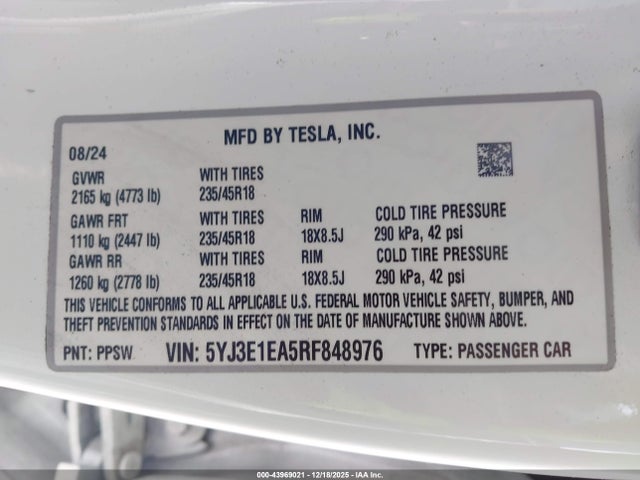 MFD BY TESLA, INC.
08/24
GVWR WITH TIRES
2165 kg (4773 lb) 235/45R18
GAWR FRT WITH TIRES RIM COLD TIRE PRESSURE
1110 kg (2447 lb) 235/45R18 18X8.5J 290 kPa, 42 psi
GAWR RR WITH TIRES RIM COLD TIRE PRESSURE
1260 kg (2778 lb) 235/45R18 18X8.5J 290 kPa, 42 psi
THIS VEHICLE CONFORMS TO ALL APPLICABLE U.S. FEDERAL MOTOR VEHICLE SAFETY, BUMPER, AND
THEFT PREVENTION STANDARDS IN EFFECT ON THE DATE OF MANUFACTURE SHOWN ABOVE.
PNT: PPSW VIN: 5YJ3E1EA5RF848976 TYPE: PASSENGER CAR
000-43969021 - 12/18/2025 - IAA Inc.